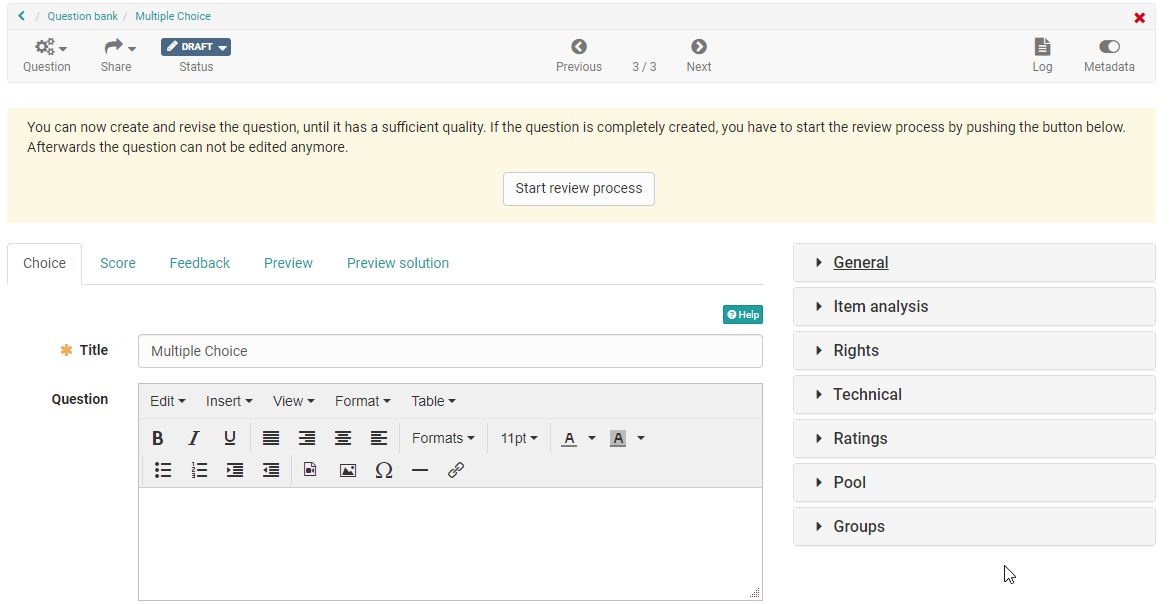 / Question bank / Multiple Choice
Question Share DRAFT Status Previous 3 / 3 Next Log Metadata
You can now create and revise the question, until it has a sufficient quality. If the question is completely created, you have to start the review process by pushing the button below.
Afterwards the question can not be edited anymore.
Start review process
Choice Score Feedback Preview Preview solution
Help
Title Multiple Choice
Question
Edit Insert View Format Table
B I U Formats 11pt A A
Ω
General
Item analysis
Rights
Technical
Ratings
Pool
Groups